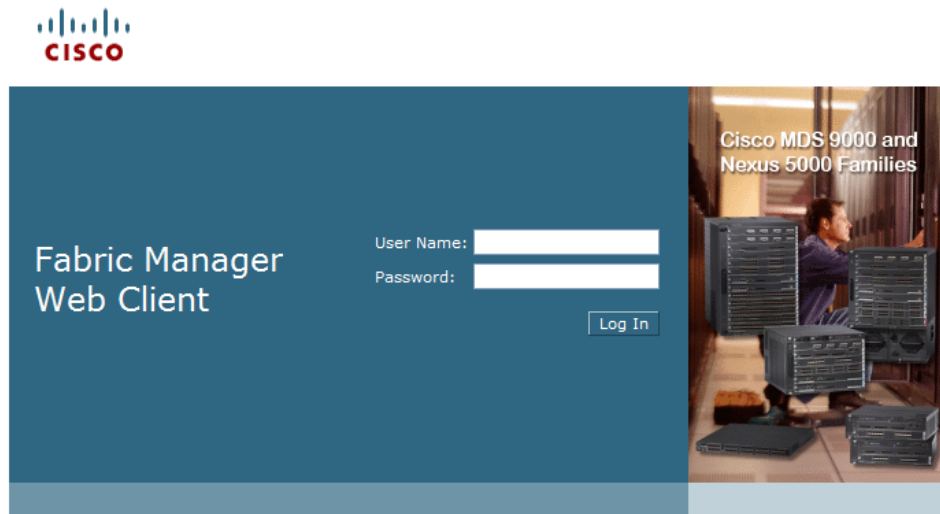 CISCO
Cisco MDS 9000 and
Nexus 5000 Families
Fabric Manager
Web Client
User Name:
Password:
Log In